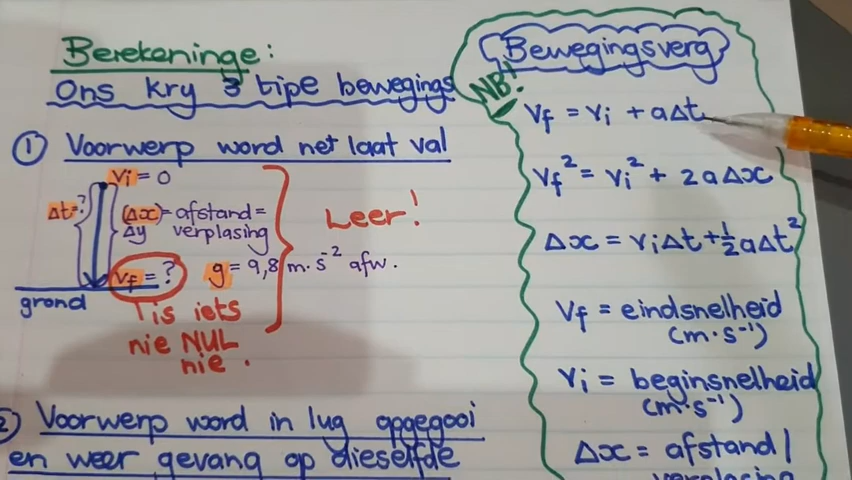 Berekeninge:
Ons kry 3 tipe bewegings
① Voorwerp word net laat val
Vi = 0
Δt=?
(Δx) = afstand =
Δy verplasing
Vf = ?
g = 9,8 m·s⁻² afw.
grond
Leer!
is iets
nie NUL
nie.
② Voorwerp word in lug opgegooi
en weer gevang op dieselfde
Bewegingsverg
NB!
Vf = Vi + aΔt
Vf² = Vi² + 2aΔx
Δx = ViΔt + ½aΔt²
Vf = eindsnelheid
(m·s⁻¹)
Vi = beginsnelheid
(m·s⁻¹)
Δx = afstand /
verplasing